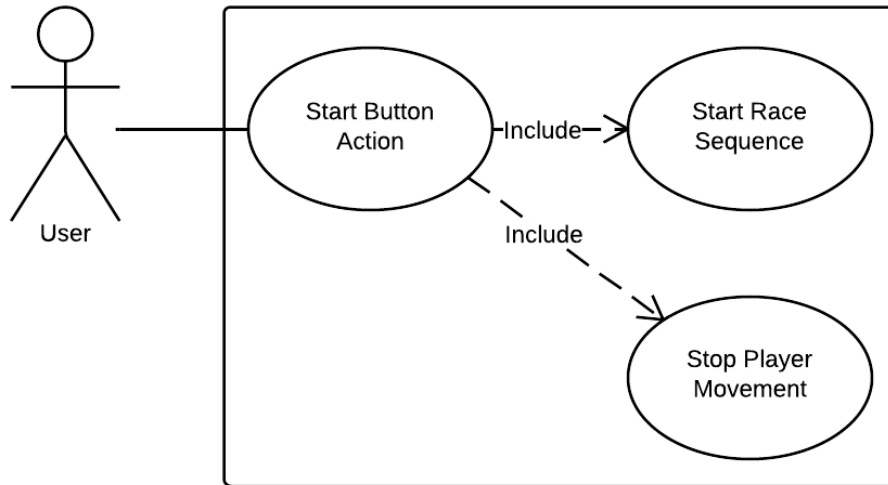 Start Button
Action
Include
Start Race
Sequence
User
Include
Stop Player
Movement